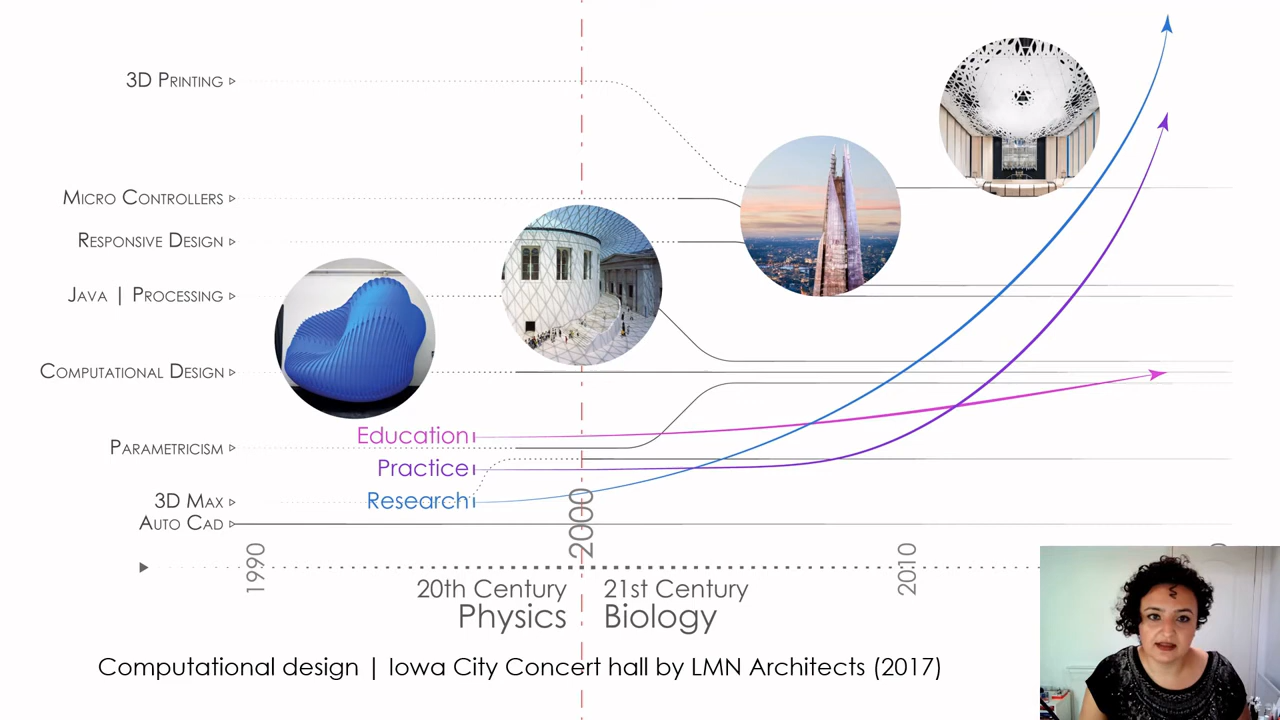 3D Printing
Micro Controllers
Responsive Design
Java | Processing
Computational Design
Education
Parametricism
Practice
3D Max
Research
Auto Cad
1990
2000
2010
20th Century
21st Century
Physics
Biology
Computational design | Iowa City Concert hall by LMN Architects (2017)